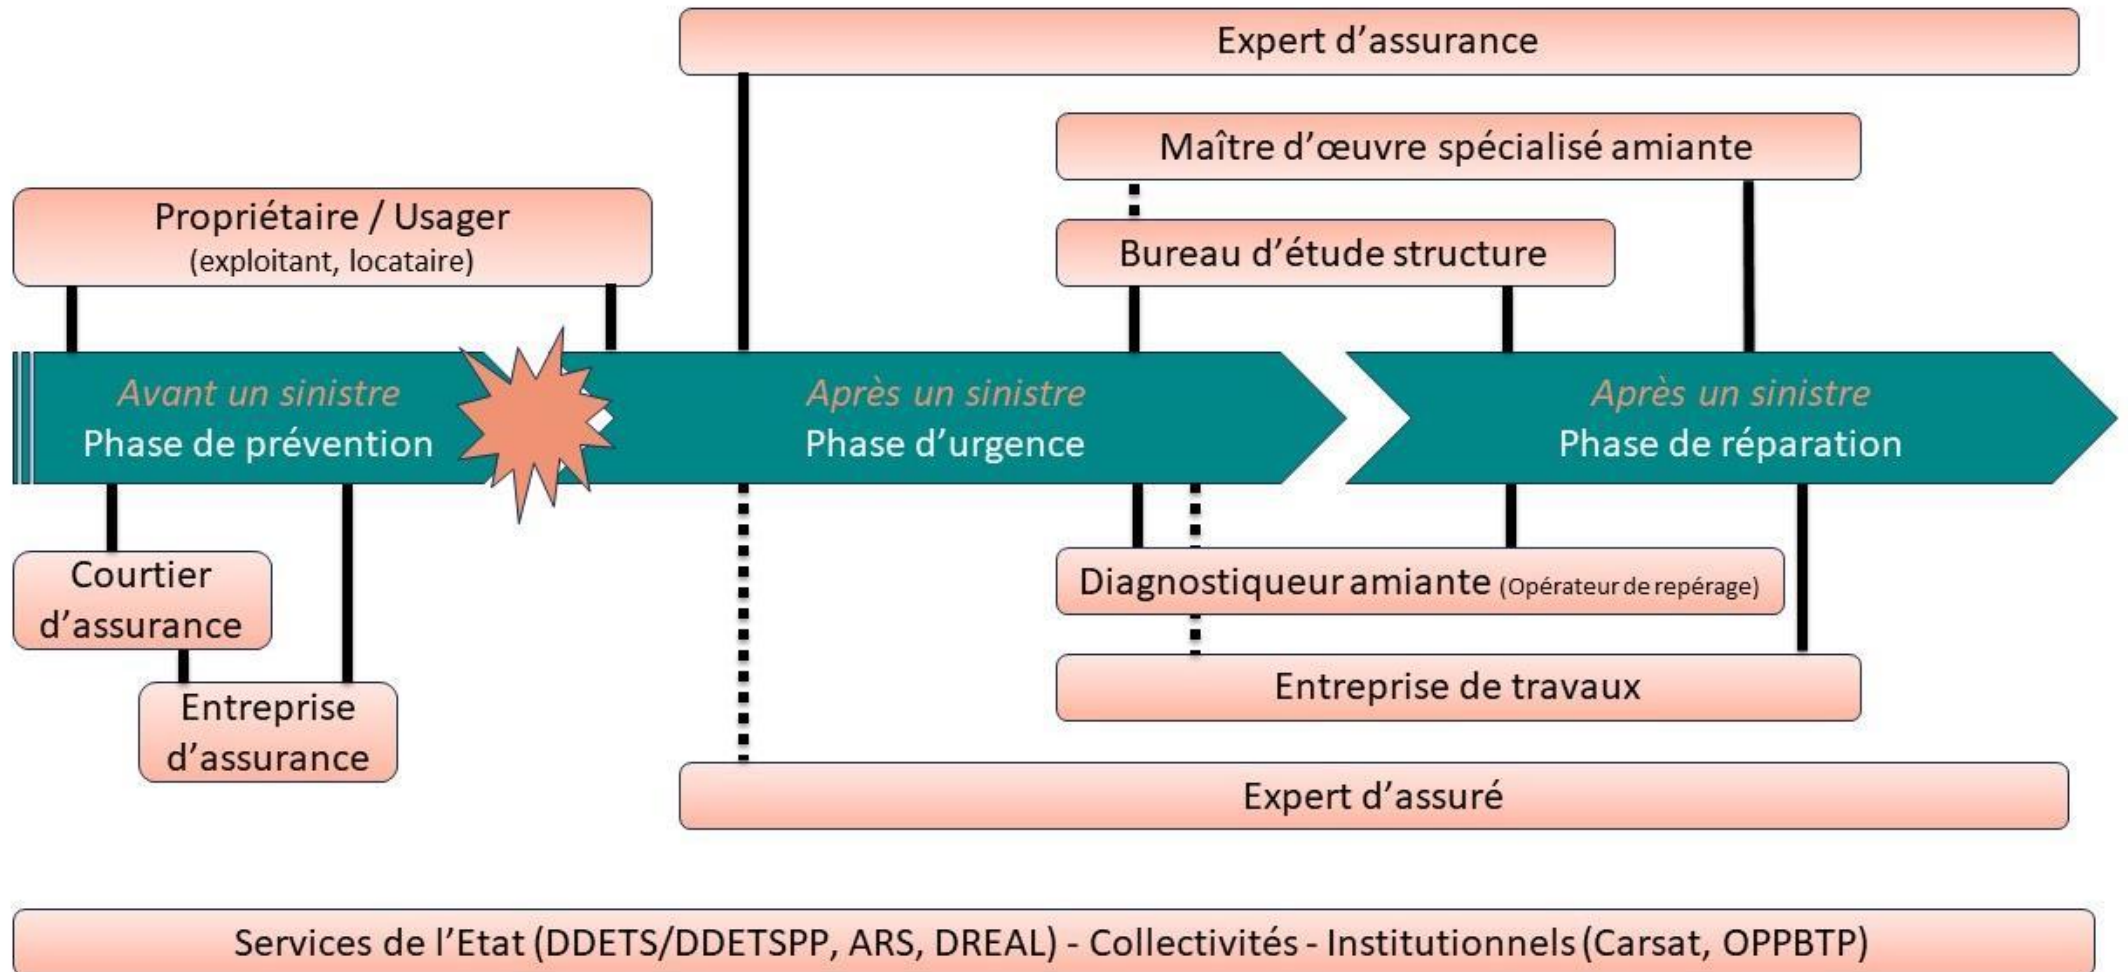 Expert d’assurance
Maître d’œuvre spécialisé amiante
Propriétaire / Usager
(exploitant, locataire)
Bureau d’étude structure
Avant un sinistre
Phase de prévention
Après un sinistre
Phase d’urgence
Après un sinistre
Phase de réparation
Courtier
d’assurance
Diagnostiqueur amiante (Opérateur de repérage)
Entreprise
d’assurance
Entreprise de travaux
Expert d’assuré
Services de l’Etat (DDETS/DDETSPP, ARS, DREAL) - Collectivités - Institutionnels (Carsat, OPPBTP)